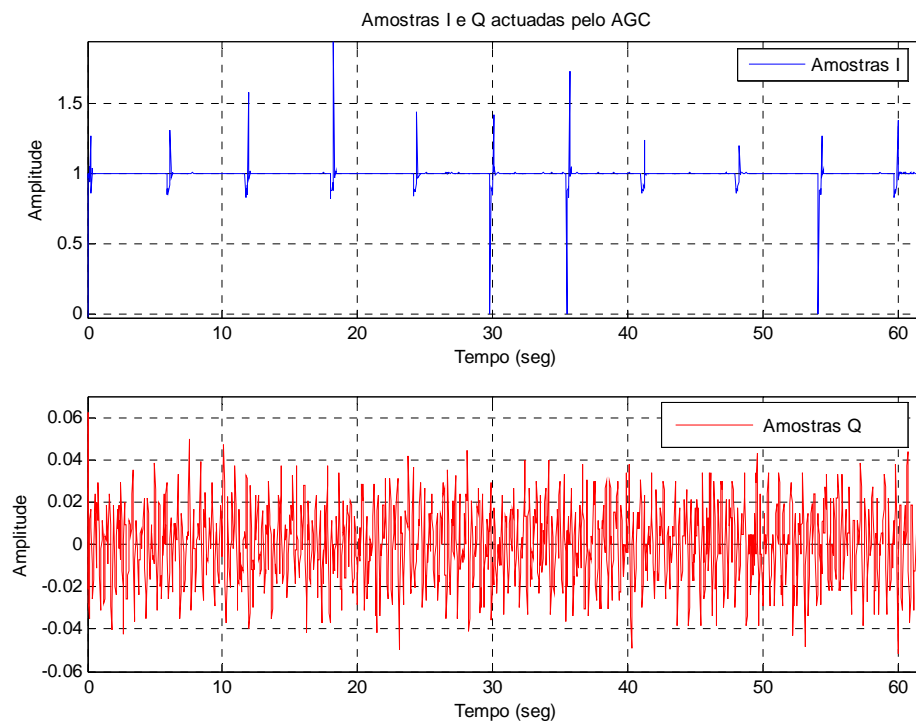 Amostras I e Q actuadas pelo AGC
Amostras I
1.5
1
0.5
0
Amplitude
0 10 20 30 40 50 60
Tempo (seg)
Amostras Q
0.06
0.04
0.02
0
-0.02
-0.04
-0.06
Amplitude
0 10 20 30 40 50 60
Tempo (seg)